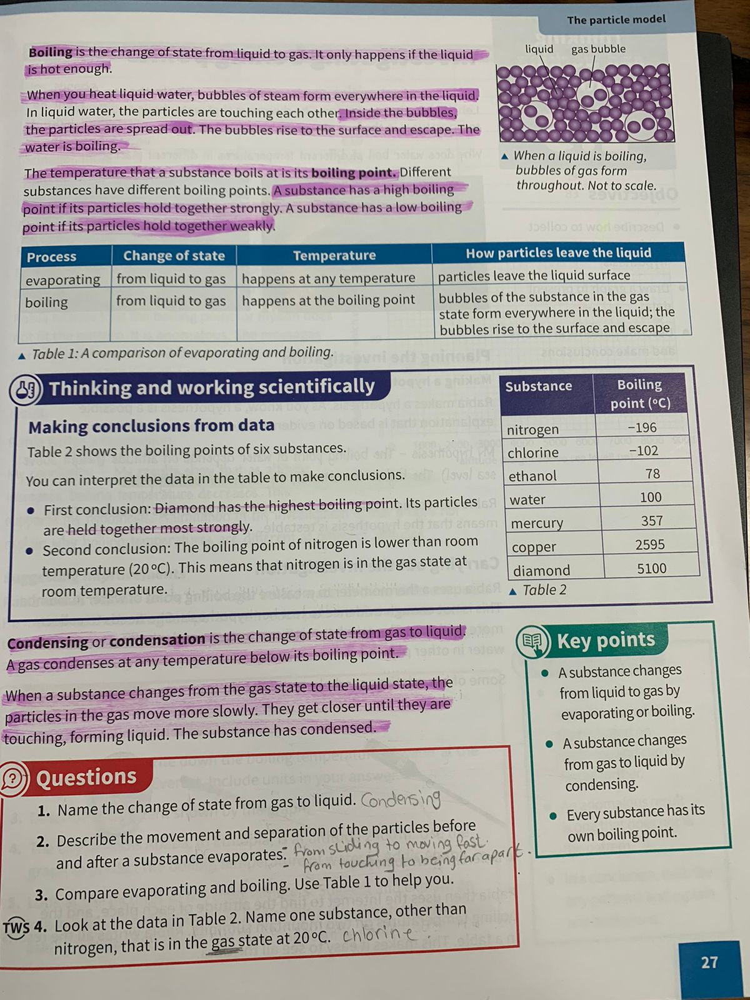 The particle model
Boiling is the change of state from liquid to gas. It only happens if the liquid
is hot enough.
When you heat liquid water, bubbles of steam form everywhere in the liquid.
In liquid water, the particles are touching each other. Inside the bubbles,
the particles are spread out. The bubbles rise to the surface and escape. The
water is boiling.
The temperature that a substance boils at is its boiling point. Different
substances have different boiling points. A substance has a high boiling
point if its particles hold together strongly. A substance has a low boiling
point if its particles hold together weakly.
liquid gas bubble
▲ When a liquid is boiling,
bubbles of gas form
throughout. Not to scale.
Process Change of state Temperature How particles leave the liquid
evaporating from liquid to gas happens at any temperature particles leave the liquid surface
boiling from liquid to gas happens at the boiling point bubbles of the substance in the gas
state form everywhere in the liquid; the
bubbles rise to the surface and escape
▲ Table 1: A comparison of evaporating and boiling.
Thinking and working scientifically
Making conclusions from data
Table 2 shows the boiling points of six substances.
You can interpret the data in the table to make conclusions.
• First conclusion: Diamond has the highest boiling point. Its particles
are held together most strongly.
• Second conclusion: The boiling point of nitrogen is lower than room
temperature (20 °C). This means that nitrogen is in the gas state at
room temperature.
Substance Boiling
point (°C)
nitrogen −196
chlorine −102
ethanol 78
water 100
mercury 357
copper 2595
diamond 5100
▲ Table 2
Condensing or condensation is the change of state from gas to liquid.
A gas condenses at any temperature below its boiling point.
When a substance changes from the gas state to the liquid state, the
particles in the gas move more slowly. They get closer until they are
touching, forming liquid. The substance has condensed.
Key points
• A substance changes
from liquid to gas by
evaporating or boiling.
• A substance changes
from gas to liquid by
condensing.
• Every substance has its
own boiling point.
Questions
1. Name the change of state from gas to liquid. Condensing
2. Describe the movement and separation of the particles before
and after a substance evaporates. - from sliding to moving fast.
- from touching to being far apart.
3. Compare evaporating and boiling. Use Table 1 to help you.
TWS 4. Look at the data in Table 2. Name one substance, other than
nitrogen, that is in the gas state at 20 °C. chlorine.
27